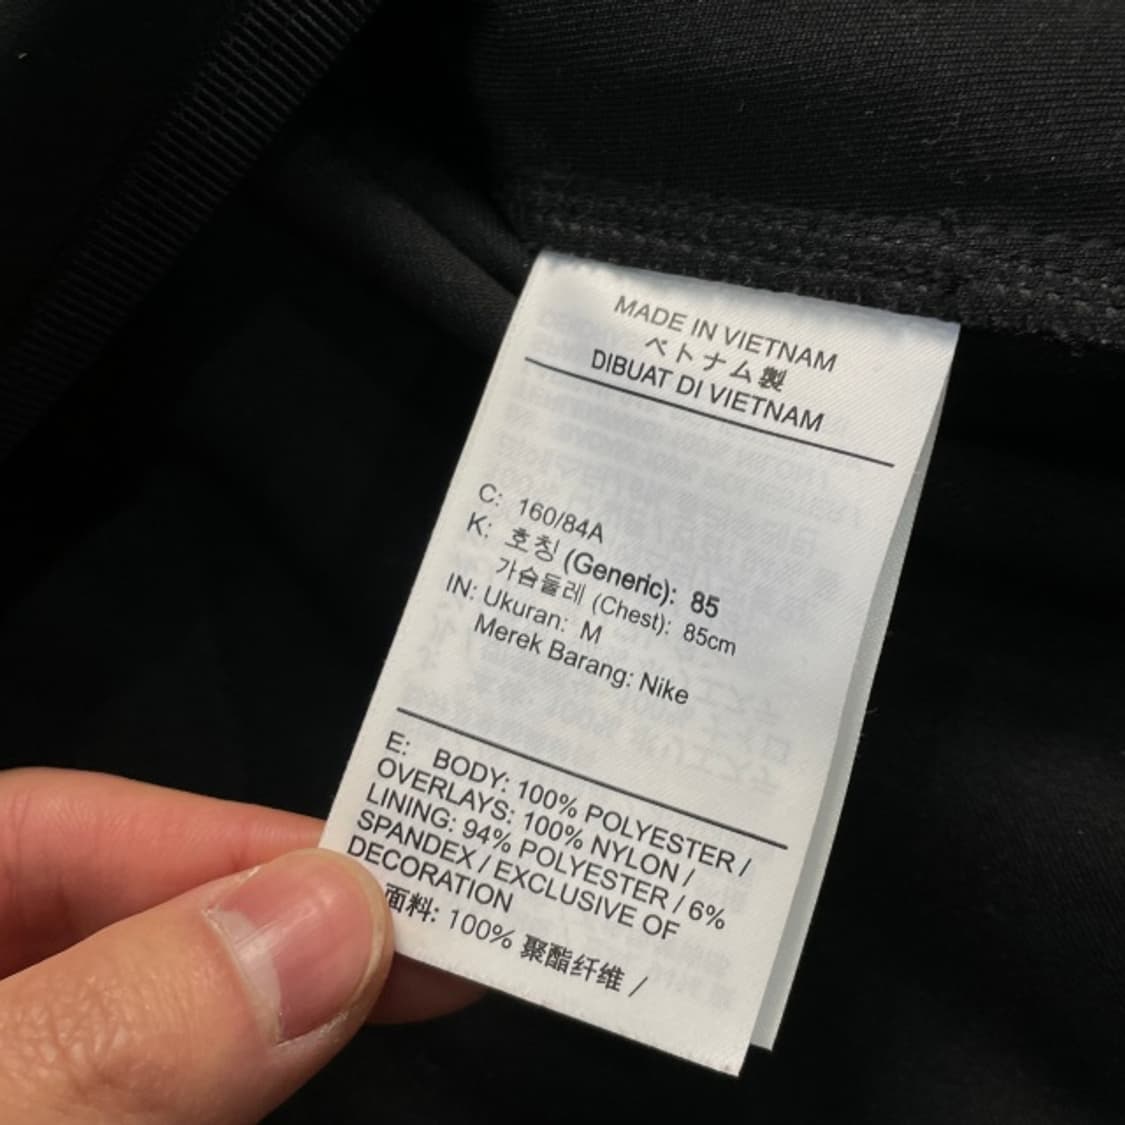 MADE IN VIETNAM
ベトナム製
DIBUAT DI VIETNAM
C: 160/84A
K: 호칭 (Generic): 85
가슴둘레 (Chest): 85cm
IN: Ukuran: M
Merek Barang: Nike
E: BODY: 100% POLYESTER /
OVERLAYS: 100% NYLON /
LINING: 94% POLYESTER / 6%
SPANDEX / EXCLUSIVE OF
DECORATION
面料: 100% 聚酯纤维 /